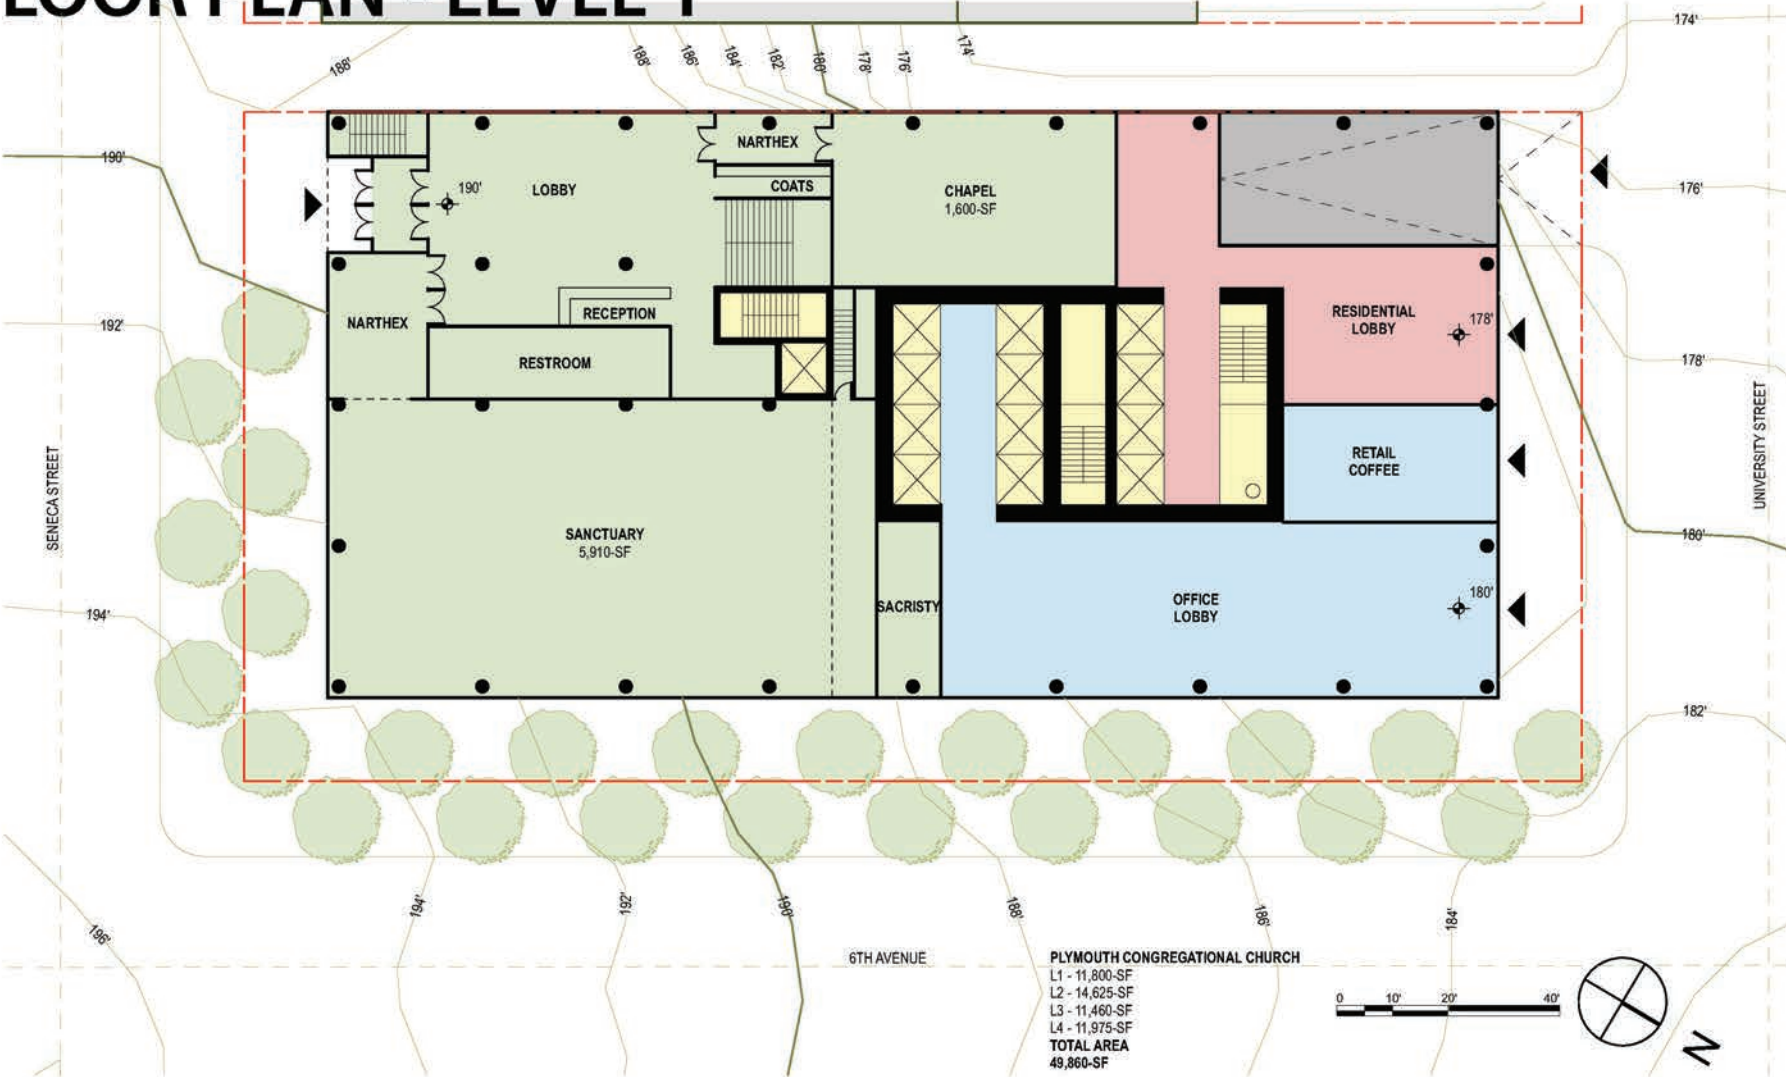 FLOOR PLAN - LEVEL 1
174'
188'
188'
186'
184'
182'
180'
178'
176'
174'
190'
NARTHEX
LOBBY
190'
COATS
CHAPEL
1,600-SF
176'
192'
NARTHEX
RECEPTION
RESTROOM
RESIDENTIAL
LOBBY
178'
178'
SENECA STREET
UNIVERSITY STREET
RETAIL
COFFEE
SANCTUARY
5,910-SF
180'
194'
SACRISTY
OFFICE
LOBBY
180'
182'
194'
192'
190'
188'
186'
184'
196'
6TH AVENUE
PLYMOUTH CONGREGATIONAL CHURCH
L1 - 11,800-SF
L2 - 14,625-SF
L3 - 11,460-SF
L4 - 11,975-SF
TOTAL AREA
49,860-SF
0 10' 20' 40'
N